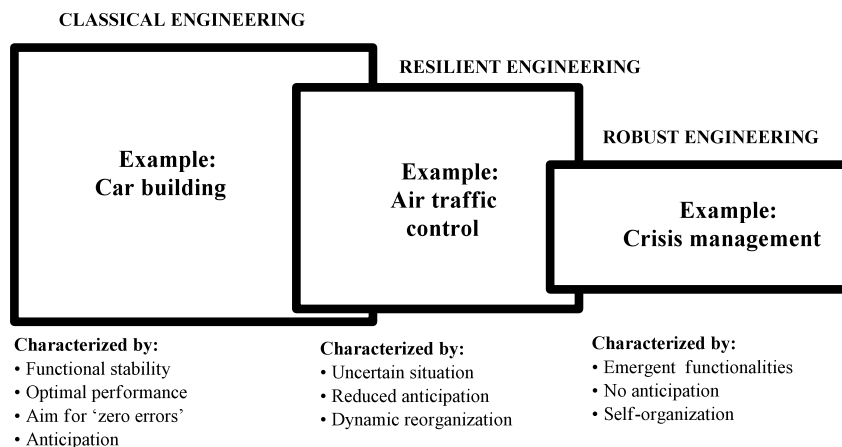 CLASSICAL ENGINEERING
RESILIENT ENGINEERING
ROBUST ENGINEERING
Example:
Car building
Example:
Air traffic
control
Example:
Crisis management
Characterized by:
• Functional stability
• Optimal performance
• Aim for ‘zero errors’
• Anticipation
Characterized by:
• Uncertain situation
• Reduced anticipation
• Dynamic reorganization
Characterized by:
• Emergent functionalities
• No anticipation
• Self-organization